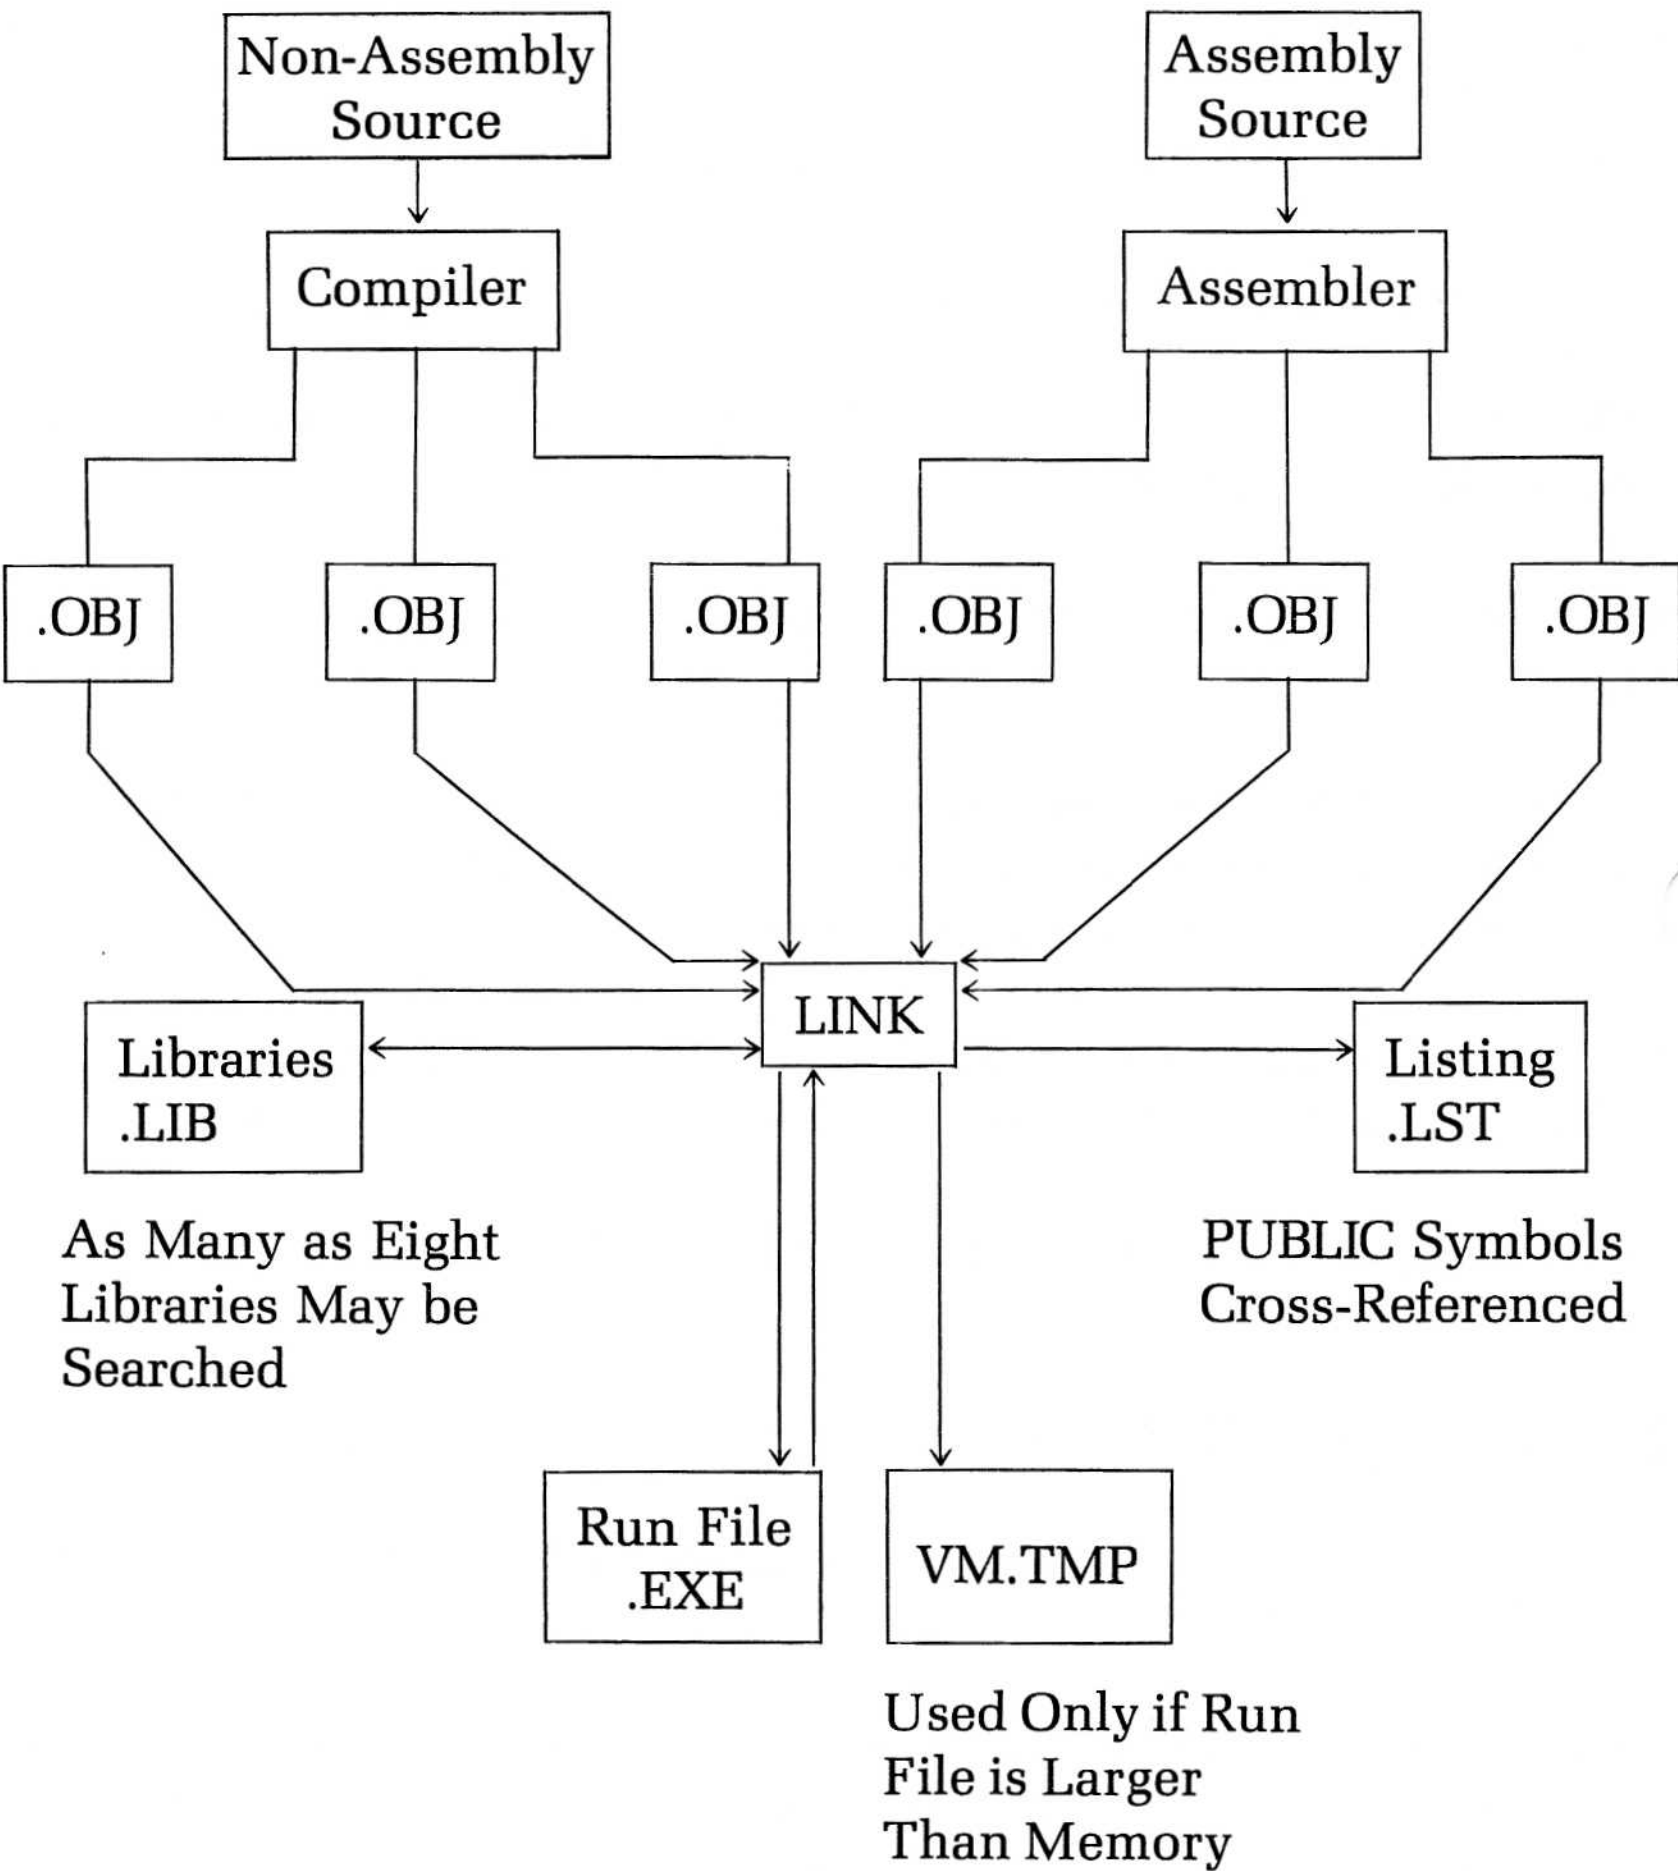 Non-Assembly
Source
Assembly
Source
Compiler
Assembler
.OBJ
.OBJ
.OBJ
.OBJ
.OBJ
.OBJ
LINK
Libraries
.LIB
Listing
.LST
As Many as Eight
Libraries May be
Searched
PUBLIC Symbols
Cross-Referenced
Run File
.EXE
VM.TMP
Used Only if Run
File is Larger
Than Memory